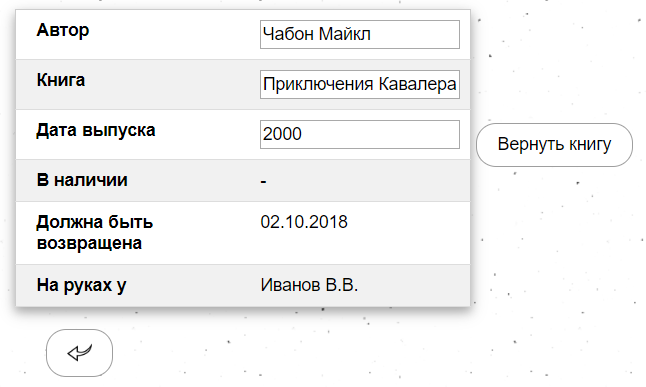 Автор Чабон Майкл
Книга Приключения Кавалера
Дата выпуска 2000
Вернуть книгу
В наличии -
Должна быть 02.10.2018
возвращена
На руках у Иванов В.В.